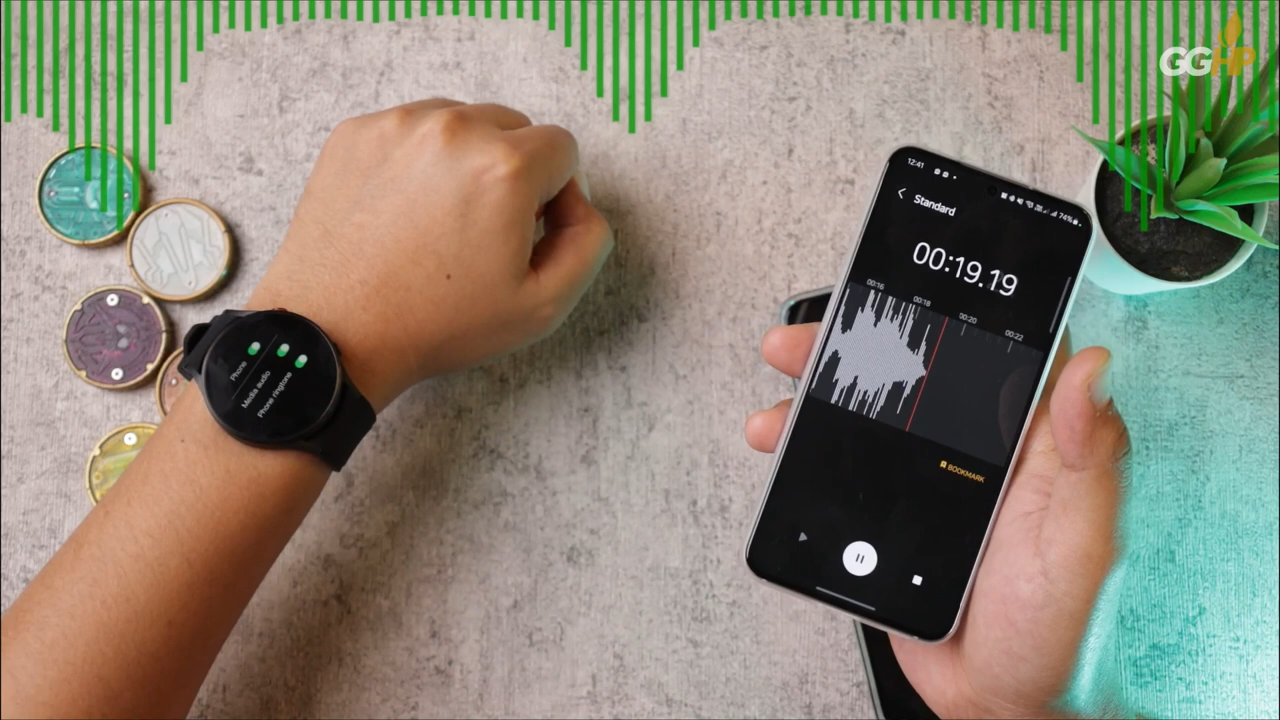 GGHP
12:41
74%
Standard
00:19.19
00:16
00:18
00:20
00:22
BOOKMARK
Phone
Media audio
Phone ringtone